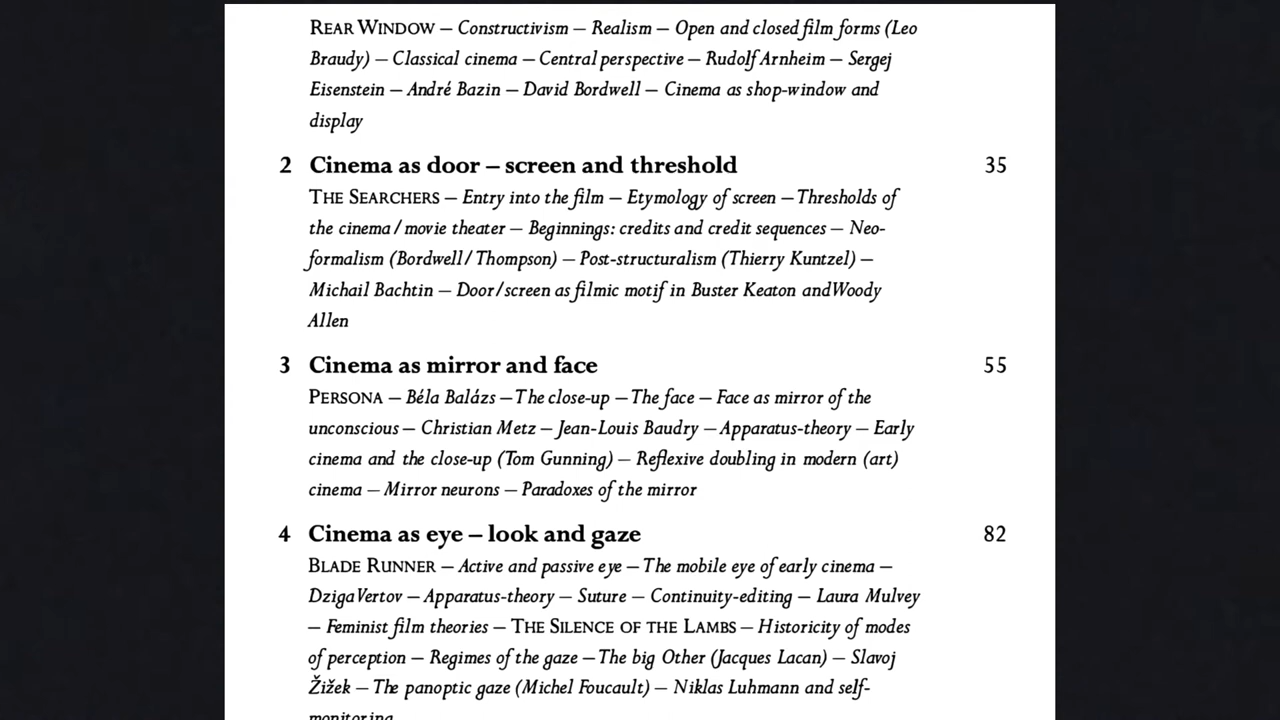 REAR WINDOW – Constructivism – Realism – Open and closed film forms (Leo
Braudy) – Classical cinema – Central perspective – Rudolf Arnheim – Sergej
Eisenstein – André Bazin – David Bordwell – Cinema as shop-window and
display
2 Cinema as door – screen and threshold 35
THE SEARCHERS – Entry into the film – Etymology of screen – Thresholds of
the cinema / movie theater – Beginnings: credits and credit sequences – Neo-
formalism (Bordwell / Thompson) – Post-structuralism (Thierry Kuntzel) –
Michail Bachtin – Door/screen as filmic motif in Buster Keaton andWoody
Allen
3 Cinema as mirror and face 55
PERSONA – Béla Balázs – The close-up – The face – Face as mirror of the
unconscious – Christian Metz – Jean-Louis Baudry – Apparatus-theory – Early
cinema and the close-up (Tom Gunning) – Reflexive doubling in modern (art)
cinema – Mirror neurons – Paradoxes of the mirror
4 Cinema as eye – look and gaze 82
BLADE RUNNER – Active and passive eye – The mobile eye of early cinema –
Dziga Vertov – Apparatus-theory – Suture – Continuity-editing – Laura Mulvey
– Feminist film theories – THE SILENCE OF THE LAMBS – Historicity of modes
of perception – Regimes of the gaze – The big Other (Jacques Lacan) – Slavoj
Žižek – The panoptic gaze (Michel Foucault) – Niklas Luhmann and self-
monitoring